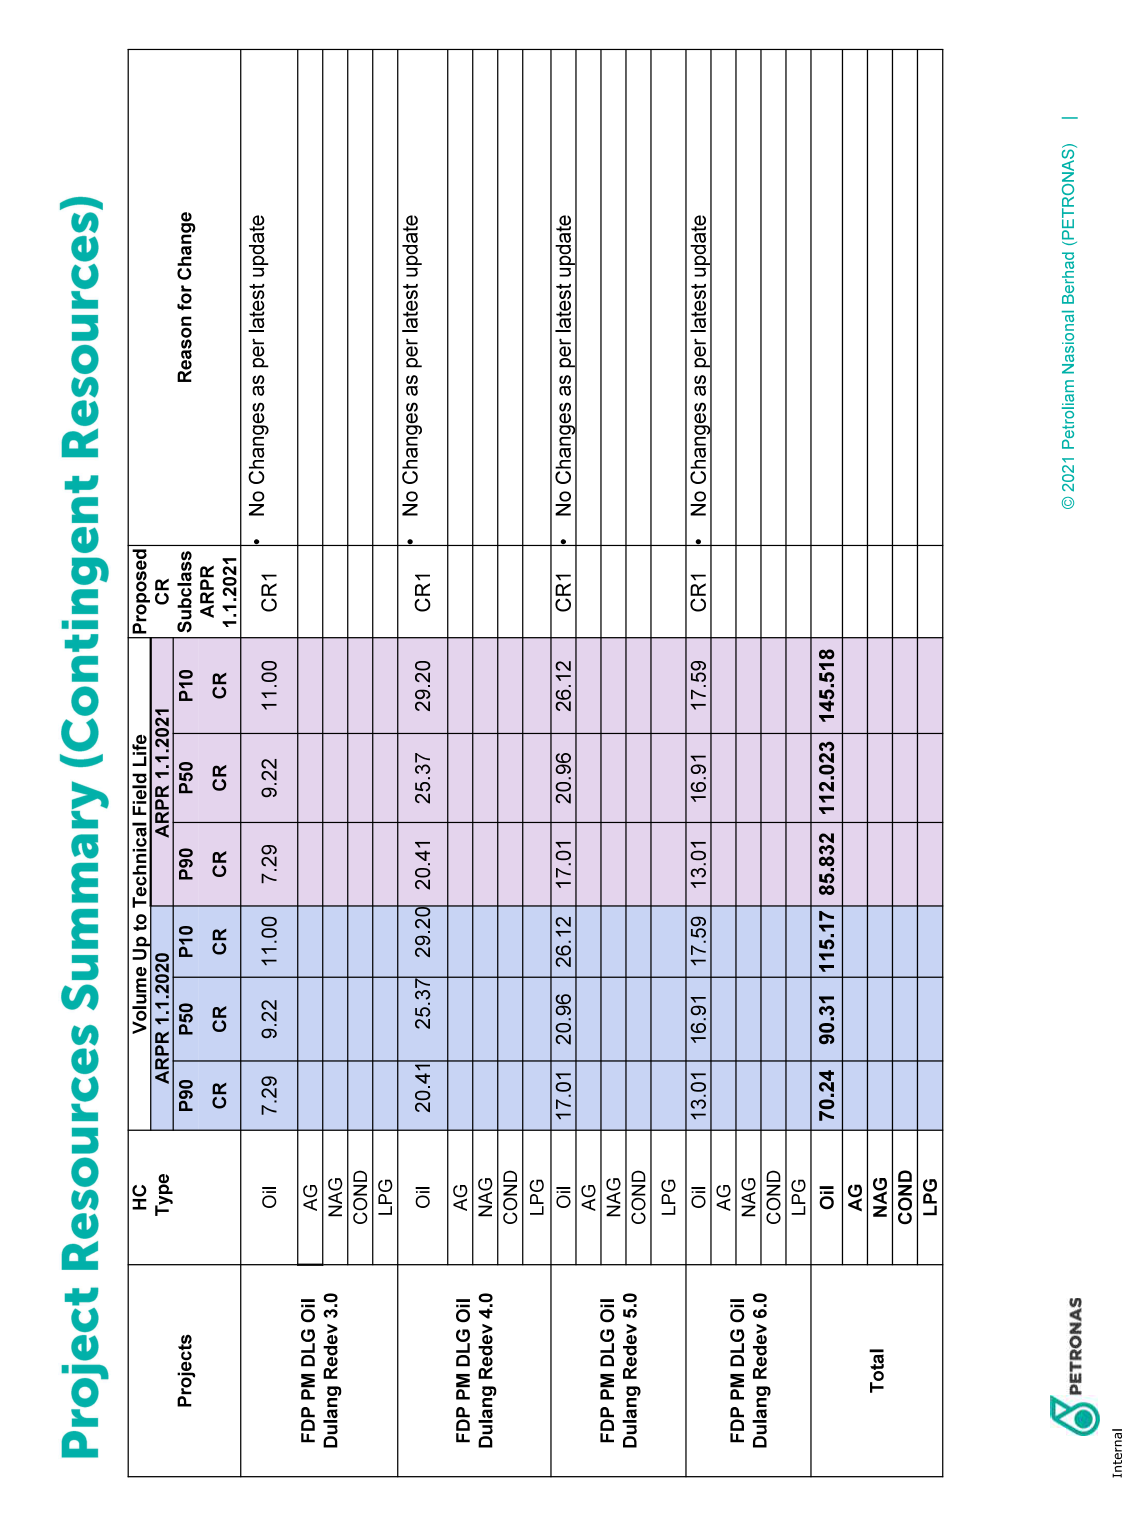 Project Resources Summary (Contingent Resources)
Projects HC Type Volume Up to Technical Field Life Proposed CR Subclass ARPR 1.1.2021 Reason for Change
ARPR 1.1.2020 ARPR 1.1.2021
P90 P50 P10 P90 P50 P10
CR CR CR CR CR CR
FDP PM DLG Oil Dulang Redev 3.0
Oil 7.29 9.22 11.00 7.29 9.22 11.00 CR1 • No Changes as per latest update
AG
NAG
COND
LPG
FDP PM DLG Oil Dulang Redev 4.0
Oil 20.41 25.37 29.20 20.41 25.37 29.20 CR1 • No Changes as per latest update
AG
NAG
COND
LPG
FDP PM DLG Oil Dulang Redev 5.0
Oil 17.01 20.96 26.12 17.01 20.96 26.12 CR1 • No Changes as per latest update
AG
NAG
COND
LPG
FDP PM DLG Oil Dulang Redev 6.0
Oil 13.01 16.91 17.59 13.01 16.91 17.59 CR1 • No Changes as per latest update
AG
NAG
COND
LPG
Total
Oil 70.24 90.31 115.17 85.832 112.023 145.518
AG
NAG
COND
LPG
PETRONAS
© 2021 Petroliam Nasional Berhad (PETRONAS) |
Internal